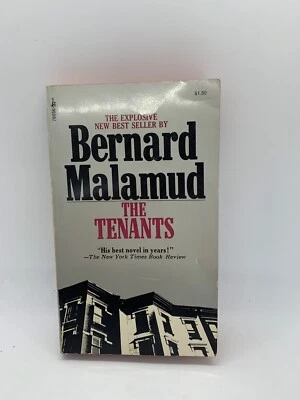 $1.50
THE EXPLOSIVE
NEW BEST SELLER BY
Bernard
Malamud
THE
TENANTS
"His best novel in years!"
—The New York Times Book Review